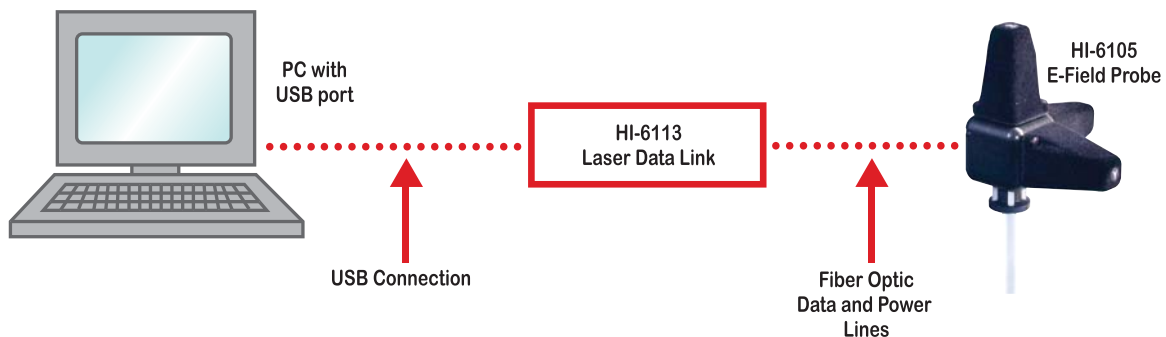 PC with
USB port
HI-6113
Laser Data Link
HI-6105
E-Field Probe
USB Connection
Fiber Optic
Data and Power
Lines